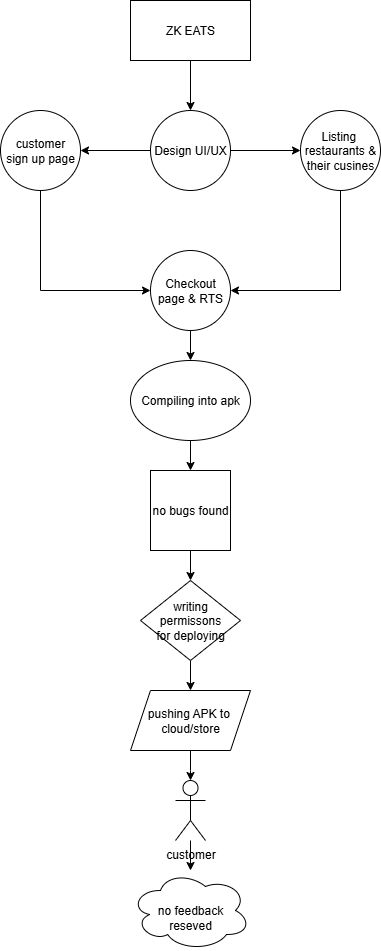 ZK EATS
customer
sign up page
Design UI/UX
Listing
restaurants &
their cusines
Checkout
page & RTS
Compiling into apk
no bugs found
writing
permissons
for deploying
pushing APK to
cloud/store
customer
no feedback
reseved